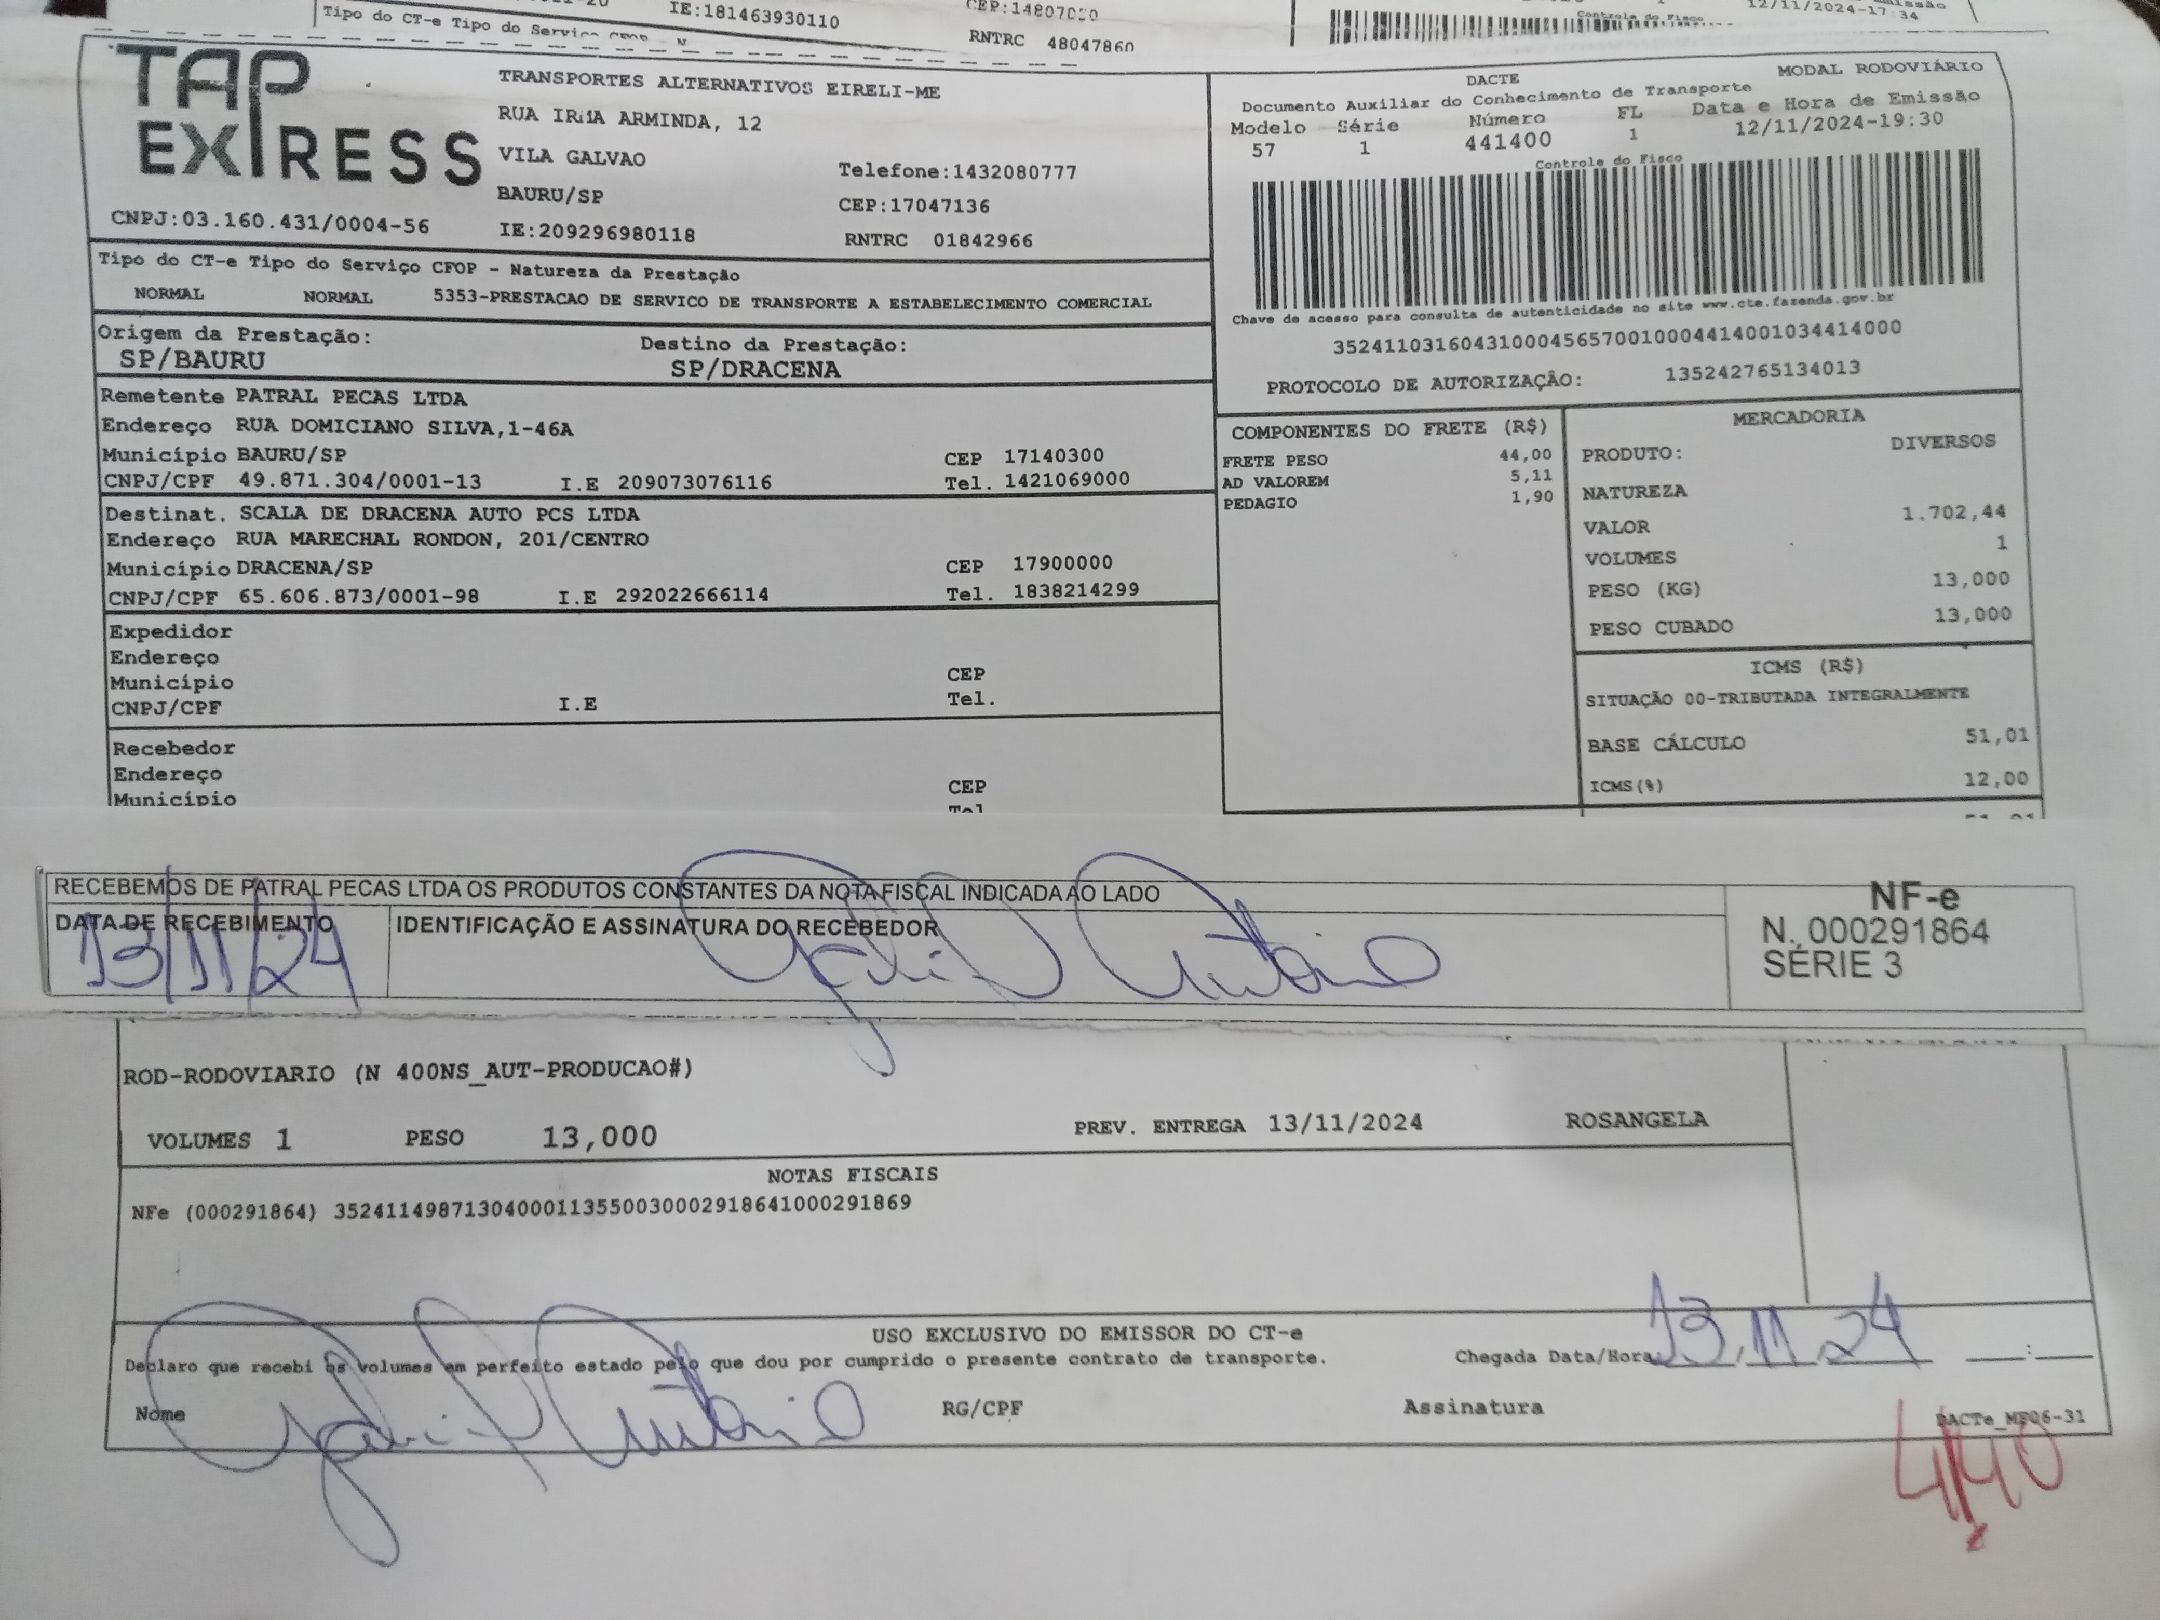 IE:181463930110
CEP:14807020
Tipo do CT-e Tipo do Serviço CFOP - N
RNTRC 48047860
Controle do Fisco
12/11/2024-17:34
TAP EXPRESS
TRANSPORTES ALTERNATIVOS EIRELI-ME
RUA IRMA ARMINDA, 12
VILA GALVAO
Telefone:1432080777
BAURU/SP
CEP:17047136
CNPJ:03.160.431/0004-56
IE:209296980118
RNTRC 01842966
DACTE
MODAL RODOVIÁRIO
Documento Auxiliar do Conhecimento de Transporte
Modelo Série Número FL Data e Hora de Emissão
57 1 441400 1 12/11/2024-19:30
Controle do Fisco
Chave de acesso para consulta de autenticidade no site www.cte.fazenda.gov.br
35241103160431000456570010004414001034414000
PROTOCOLO DE AUTORIZAÇÃO: 135242765134013
Tipo do CT-e Tipo do Serviço CFOP - Natureza da Prestação
NORMAL NORMAL 5353-PRESTACAO DE SERVICO DE TRANSPORTE A ESTABELECIMENTO COMERCIAL
Origem da Prestação: Destino da Prestação:
SP/BAURU SP/DRACENA
Remetente PATRAL PECAS LTDA
Endereço RUA DOMICIANO SILVA,1-46A
Município BAURU/SP CEP 17140300
CNPJ/CPF 49.871.304/0001-13 I.E 209073076116 Tel. 1421069000
Destinat. SCALA DE DRACENA AUTO PCS LTDA
Endereço RUA MARECHAL RONDON, 201/CENTRO
Município DRACENA/SP CEP 17900000
CNPJ/CPF 65.606.873/0001-98 I.E 292022666114 Tel. 1838214299
Expedidor
Endereço
Município CEP
CNPJ/CPF I.E Tel.
Recebedor
Endereço
Município CEP
Tel
COMPONENTES DO FRETE (R$)
FRETE PESO 44,00
AD VALOREM 5,11
PEDAGIO 1,90
MERCADORIA
PRODUTO: DIVERSOS
NATUREZA
VALOR 1.702,44
VOLUMES 1
PESO (KG) 13,000
PESO CUBADO 13,000
ICMS (R$)
SITUAÇÃO 00-TRIBUTADA INTEGRALMENTE
BASE CÁLCULO 51,01
ICMS(%) 12,00
RECEBEMOS DE PATRAL PECAS LTDA OS PRODUTOS CONSTANTES DA NOTA FISCAL INDICADA AO LADO
DATA DE RECEBIMENTO IDENTIFICAÇÃO E ASSINATURA DO RECEBEDOR
13/11/24
NF-e
N. 000291864
SÉRIE 3
ROD-RODOVIARIO (N 400NS_AUT-PRODUCAO#)
VOLUMES 1 PESO 13,000 PREV. ENTREGA 13/11/2024 ROSANGELA
NOTAS FISCAIS
NFe (000291864) 35241149871304000113550030002918641000291869
USO EXCLUSIVO DO EMISSOR DO CT-e
Declaro que recebi os volumes em perfeito estado pelo que dou por cumprido o presente contrato de transporte. Chegada Data/Hora 13.11.24 :
Nome RG/CPF Assinatura
DACTe_MF06-31